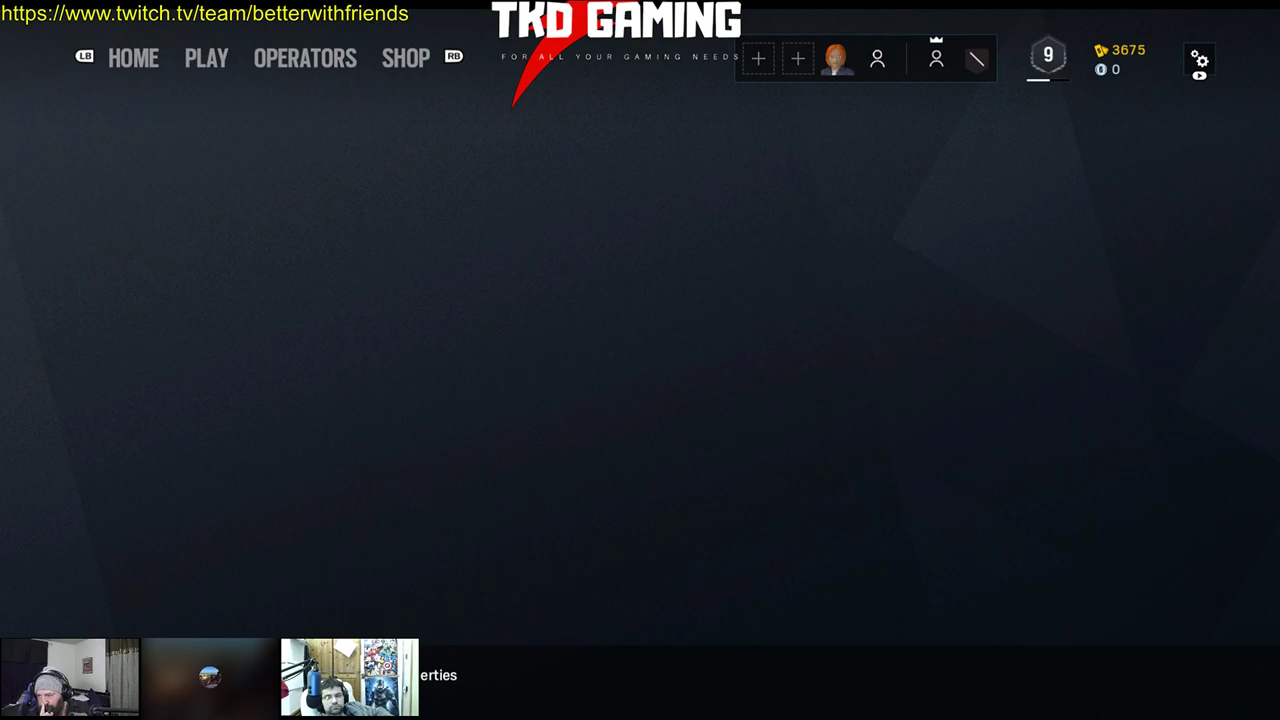 https://www.twitch.tv/team/betterwithfriends
TKD GAMING
FOR ALL YOUR GAMING NEEDS
LB HOME PLAY OPERATORS SHOP RB
9
3675
0
erties